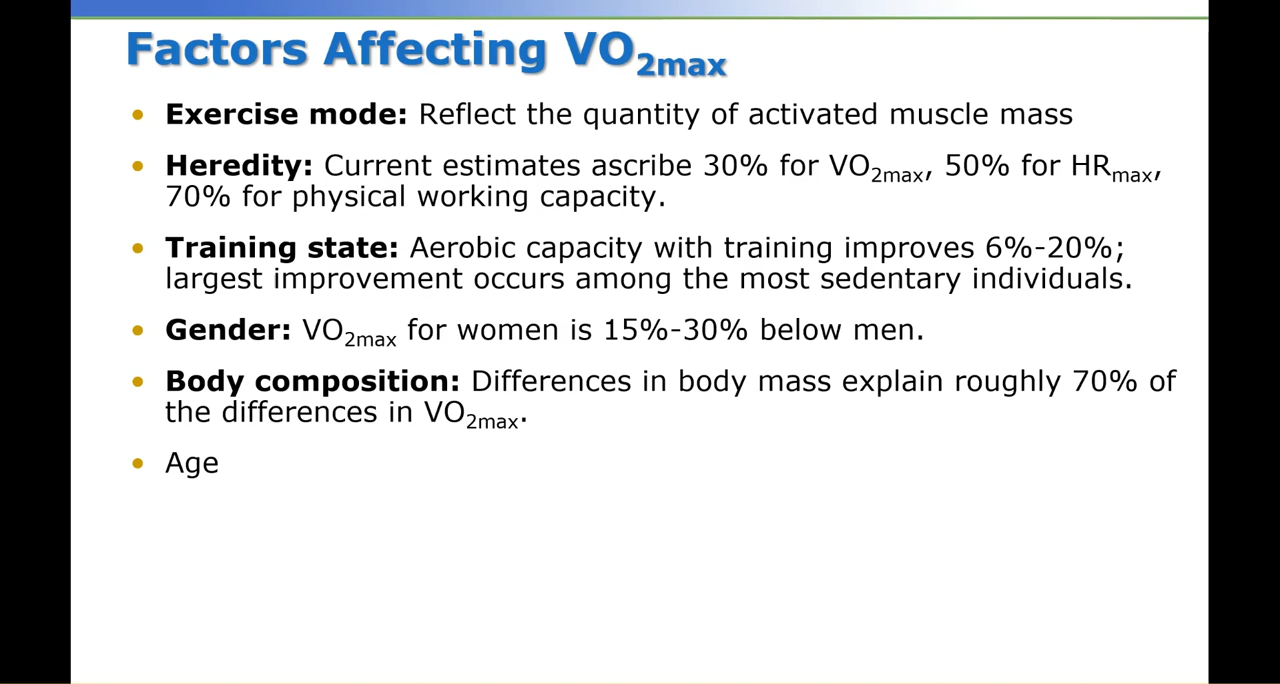 Factors Affecting VO2max
• Exercise mode: Reflect the quantity of activated muscle mass
• Heredity: Current estimates ascribe 30% for VO2max, 50% for HRmax,
70% for physical working capacity.
• Training state: Aerobic capacity with training improves 6%-20%;
largest improvement occurs among the most sedentary individuals.
• Gender: VO2max for women is 15%-30% below men.
• Body composition: Differences in body mass explain roughly 70% of
the differences in VO2max.
• Age